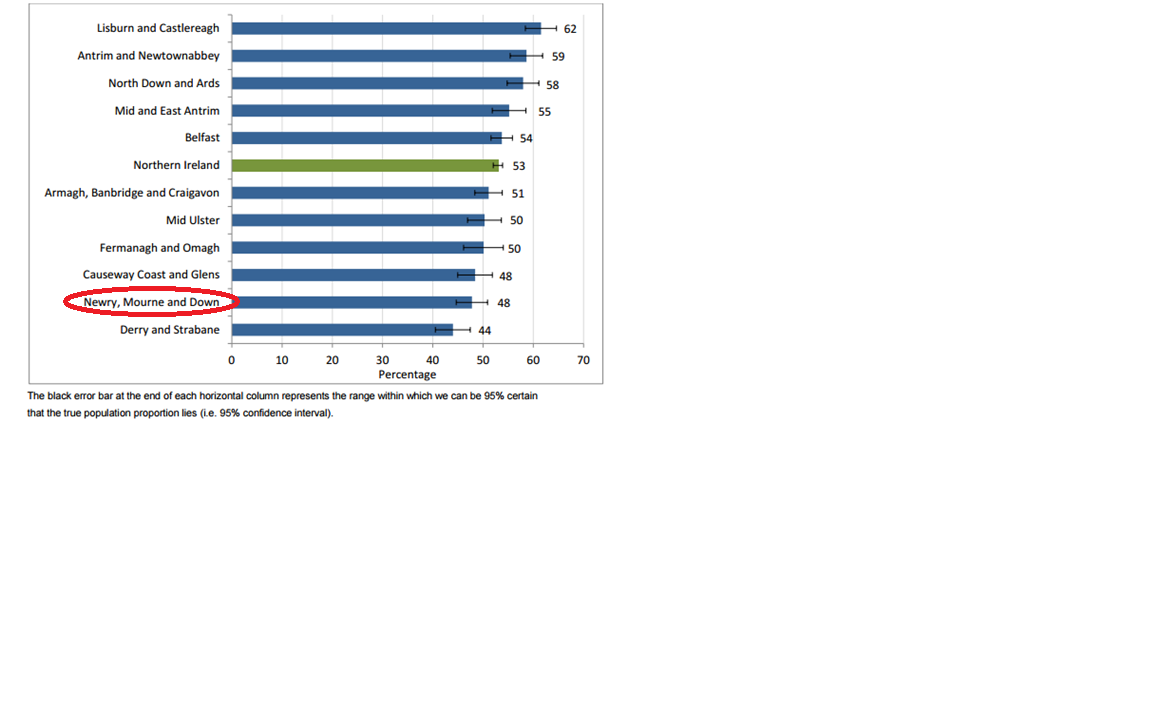 Lisburn and Castlereagh 62
Antrim and Newtownabbey 59
North Down and Ards 58
Mid and East Antrim 55
Belfast 54
Northern Ireland 53
Armagh, Banbridge and Craigavon 51
Mid Ulster 50
Fermanagh and Omagh 50
Causeway Coast and Glens 48
Newry, Mourne and Down 48
Derry and Strabane 44
0 10 20 30 40 50 60 70
Percentage
The black error bar at the end of each horizontal column represents the range within which we can be 95% certain
that the true population proportion lies (i.e. 95% confidence interval).